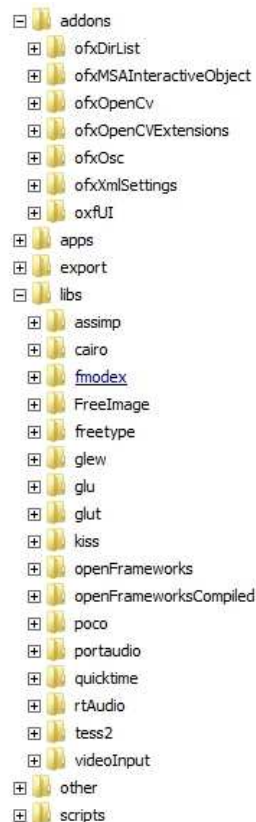 addons
ofxDirList
ofxMSAInteractiveObject
ofxOpenCv
ofxOpenCVExtensions
ofxOsc
ofxXmlSettings
oxfUI
apps
export
libs
assimp
cairo
fmodex
FreeImage
freetype
glew
glu
glut
kiss
openFrameworks
openFrameworksCompiled
poco
portaudio
quicktime
rtAudio
tess2
videoInput
other
scripts